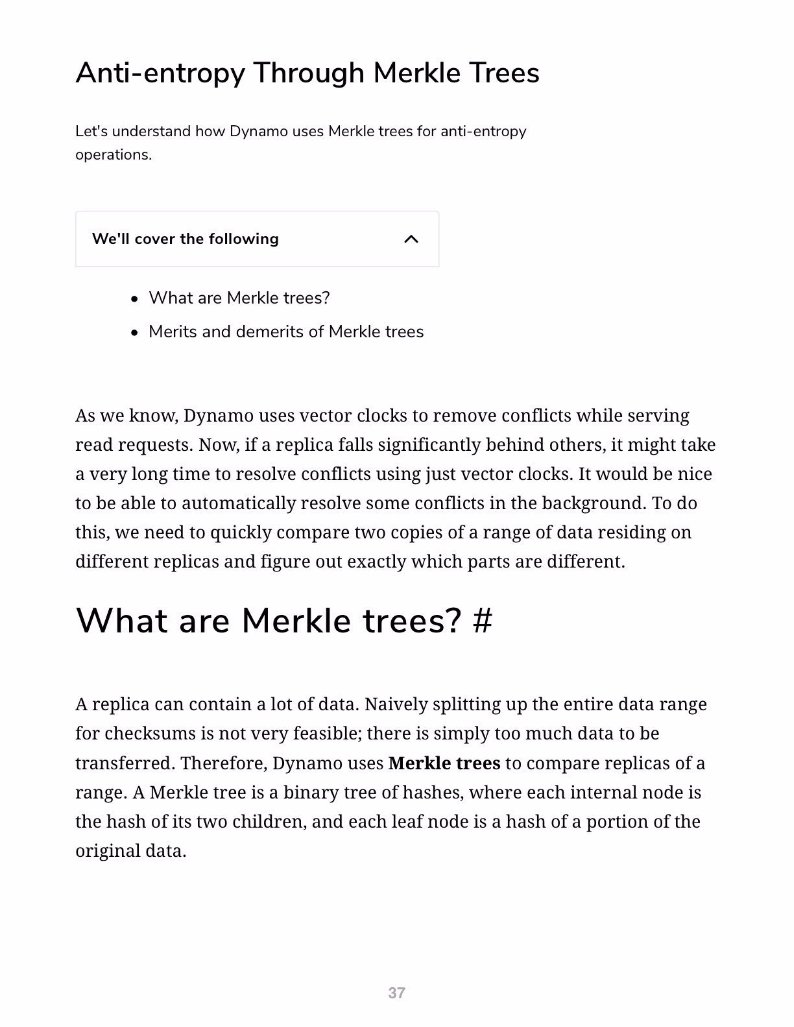 Anti-entropy Through Merkle Trees
Let's understand how Dynamo uses Merkle trees for anti-entropy
operations.
We'll cover the following
• What are Merkle trees?
• Merits and demerits of Merkle trees
As we know, Dynamo uses vector clocks to remove conflicts while serving
read requests. Now, if a replica falls significantly behind others, it might take
a very long time to resolve conflicts using just vector clocks. It would be nice
to be able to automatically resolve some conflicts in the background. To do
this, we need to quickly compare two copies of a range of data residing on
different replicas and figure out exactly which parts are different.
What are Merkle trees? #
A replica can contain a lot of data. Naively splitting up the entire data range
for checksums is not very feasible; there is simply too much data to be
transferred. Therefore, Dynamo uses Merkle trees to compare replicas of a
range. A Merkle tree is a binary tree of hashes, where each internal node is
the hash of its two children, and each leaf node is a hash of a portion of the
original data.
37